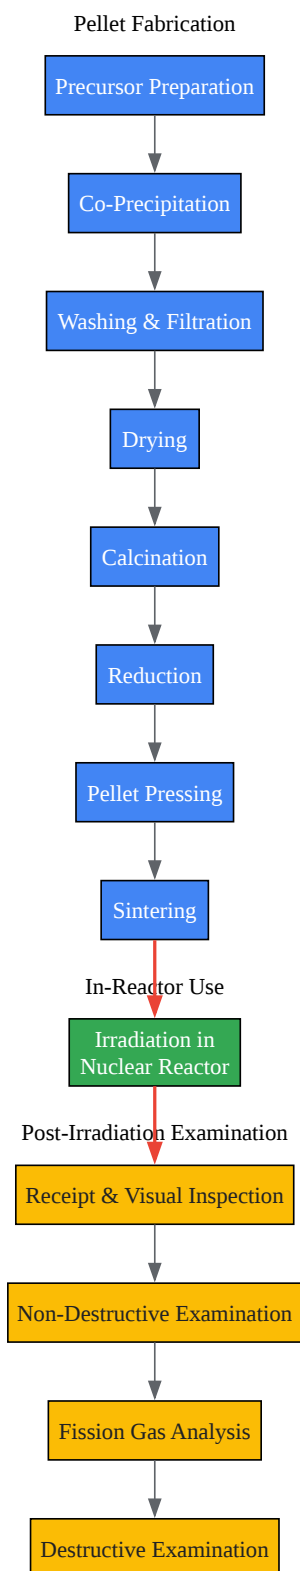 Pellet Fabrication
Precursor Preparation
Co-Precipitation
Washing & Filtration
Drying
Calcination
Reduction
Pellet Pressing
Sintering
In-Reactor Use
Irradiation in
Nuclear Reactor
Post-Irradiation Examination
Receipt & Visual Inspection
Non-Destructive Examination
Fission Gas Analysis
Destructive Examination